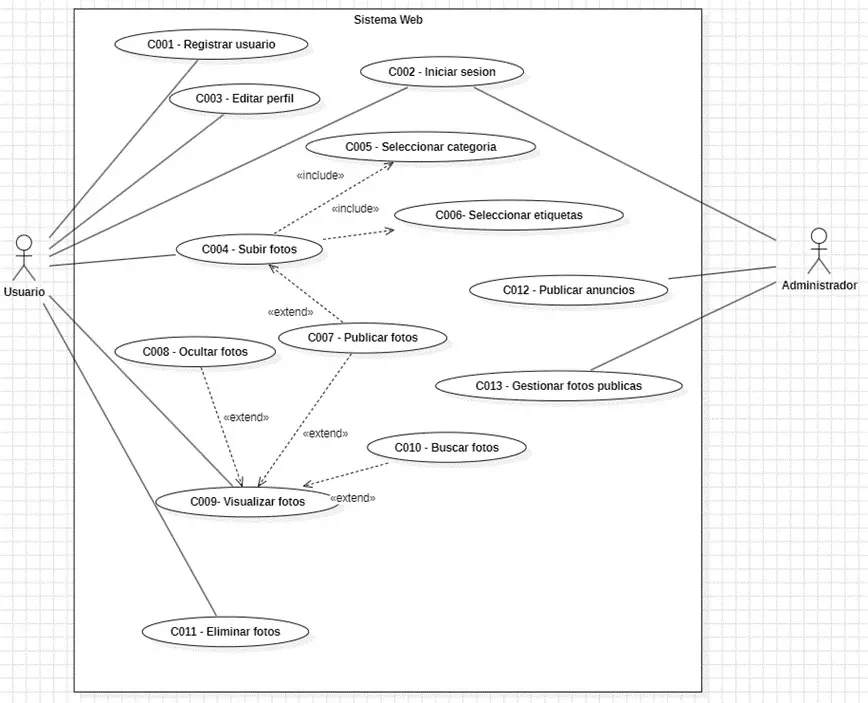 Sistema Web
C001 - Registrar usuario
C002 - Iniciar sesion
C003 - Editar perfil
C005 - Seleccionar categoria
«include»
«include»
C006- Seleccionar etiquetas
C004 - Subir fotos
Usuario
Administrador
C012 - Publicar anuncios
«extend»
C007 - Publicar fotos
C008 - Ocultar fotos
C013 - Gestionar fotos publicas
«extend»
«extend»
C010 - Buscar fotos
C009- Visualizar fotos
«extend»
C011 - Eliminar fotos